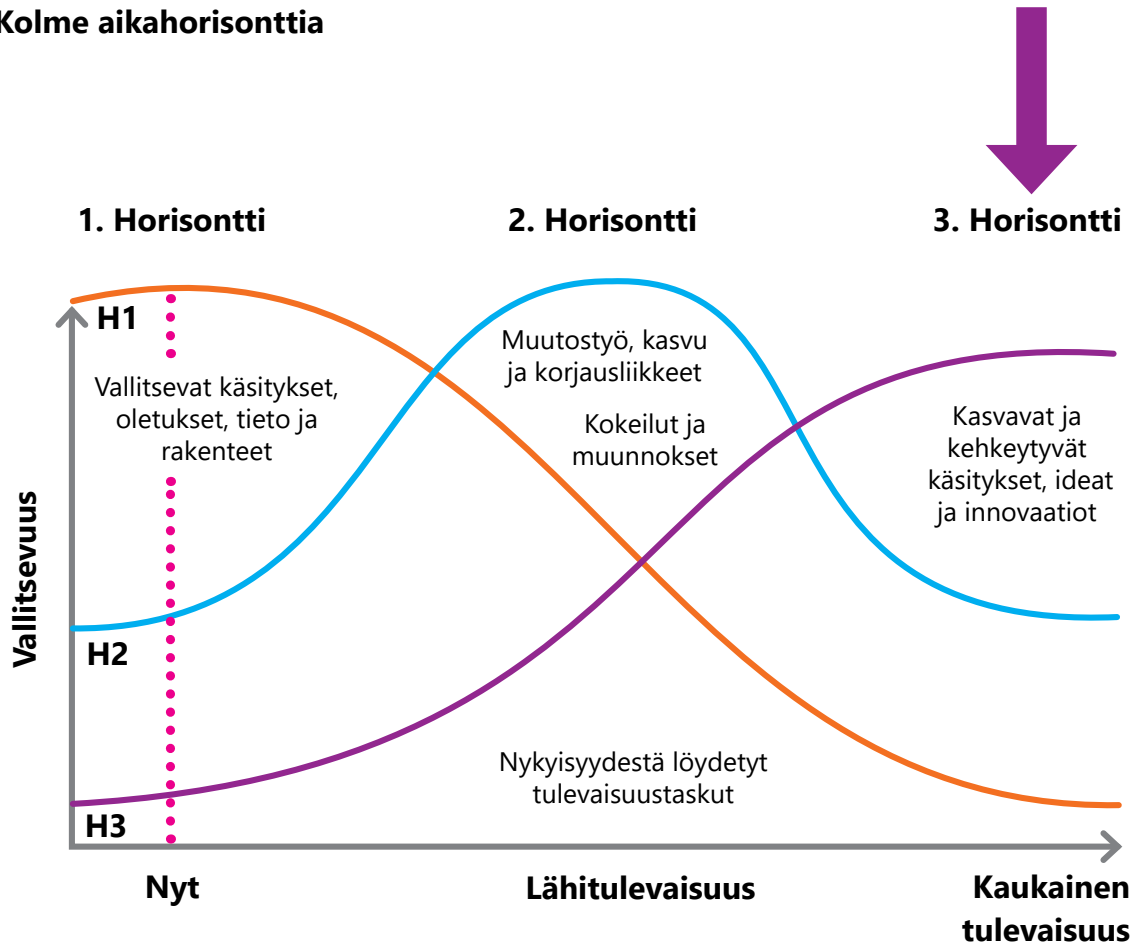 Kolme aikahorisonttia
1. Horisontti
2. Horisontti
3. Horisontti
H1
Vallitsevat käsitykset,
oletukset, tieto ja
rakenteet
Muutostyö, kasvu
ja korjausliikkeet
Kokeilut ja
muunnokset
Kasvavat ja
kehkeytyvät
käsitykset, ideat
ja innovaatiot
Vallitsevuus
H2
Nykyisyydestä löydetyt
tulevaisuustaskut
H3
Nyt
Lähitulevaisuus
Kaukainen
tulevaisuus